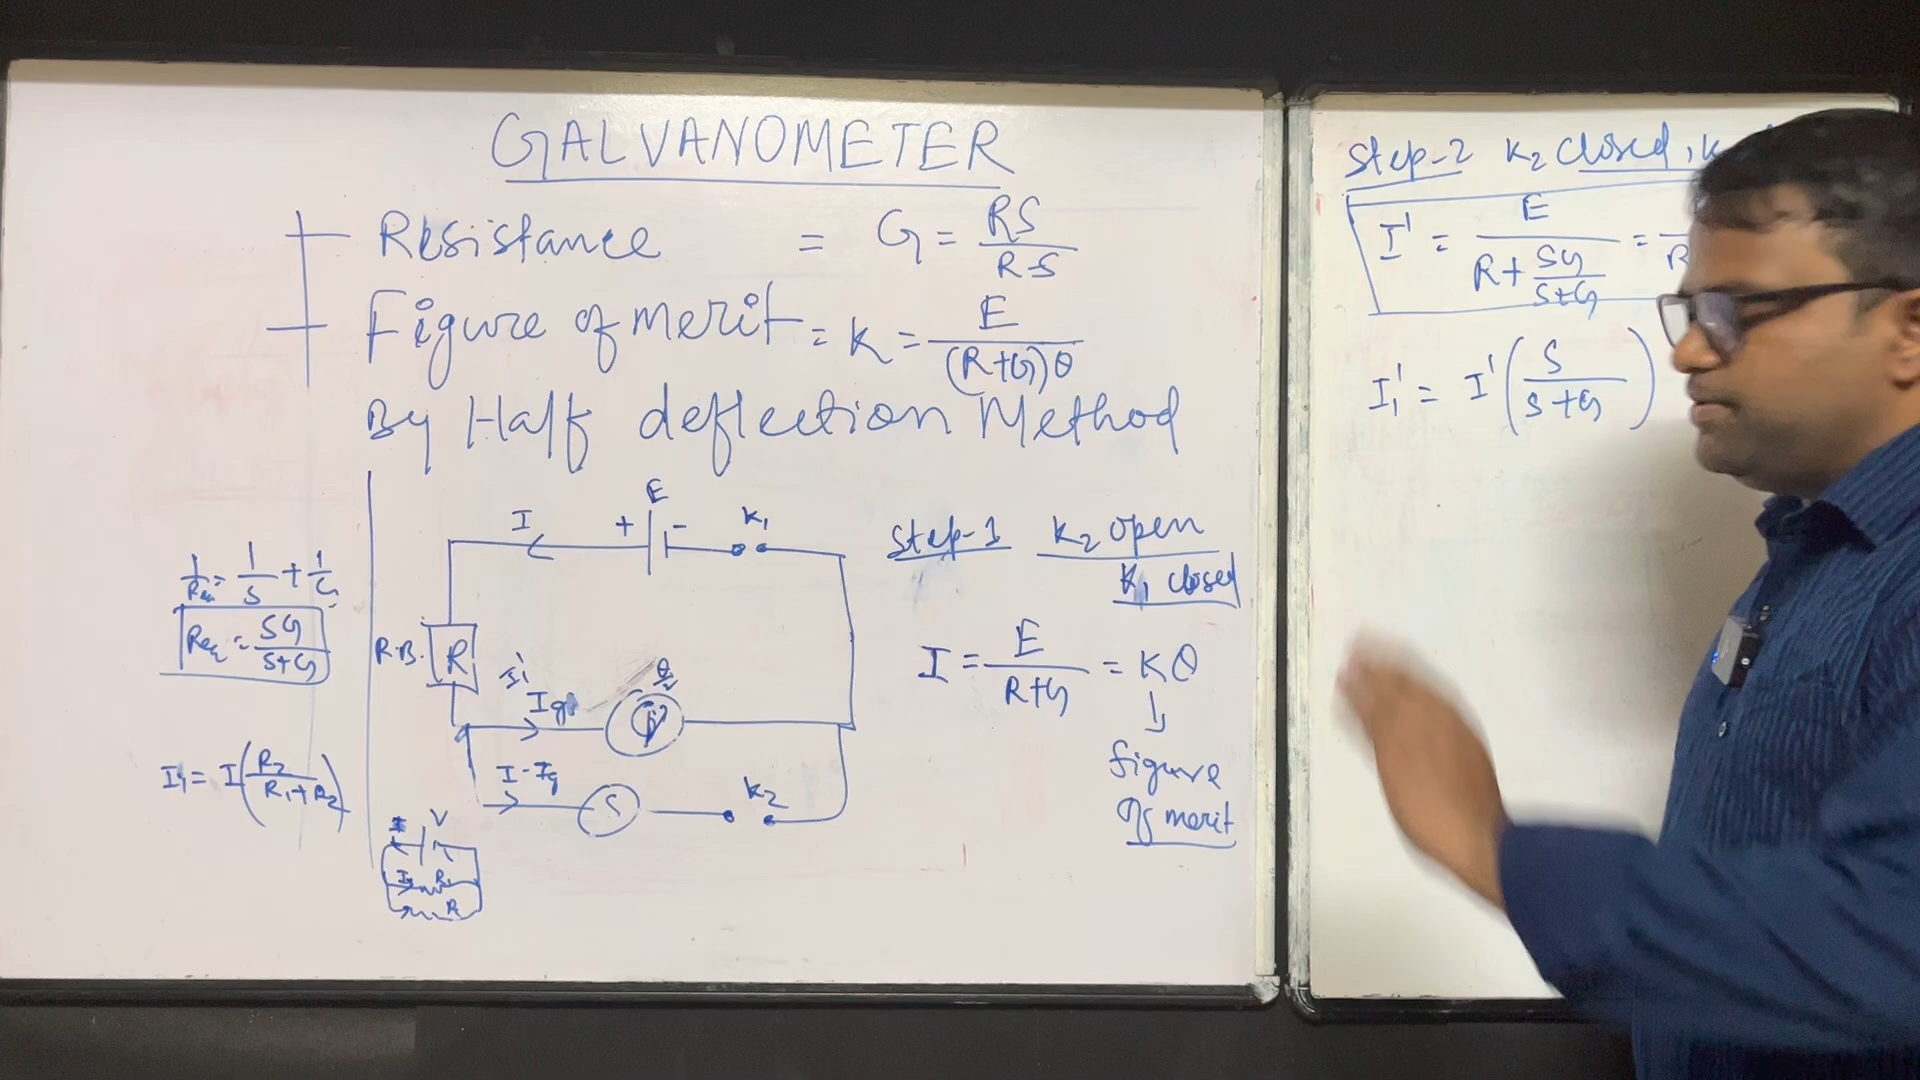 GALVANOMETER
Resistance = G = RS / R-S
Figure of merit = K = E / (R+G)θ
By Half deflection Method
1/Req = 1/S + 1/G
Req = SG / S+G
I1 = I (R2 / R1+R2)
I + E - K1
R.B. R
Ig θ/2
I-Ig S K2
V
I1 R1
Step-1 K2 open
K1 closed
I = E / R+G = Kθ
figure
of merit
Step-2 K2 closed, K
I' = E / R + SG / S+G =
I1' = I' (S / S+G)